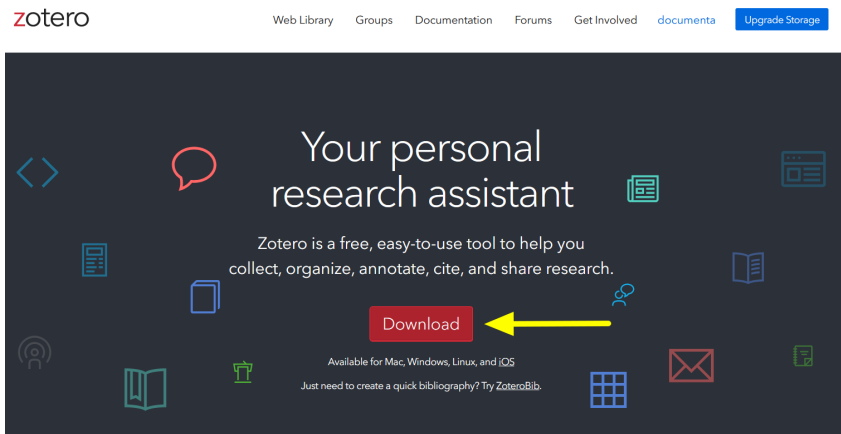 zotero
Web Library Groups Documentation Forums Get Involved documenta Upgrade Storage
Your personal
research assistant
Zotero is a free, easy-to-use tool to help you
collect, organize, annotate, cite, and share research.
Download
Available for Mac, Windows, Linux, and iOS
Just need to create a quick bibliography? Try ZoteroBib.